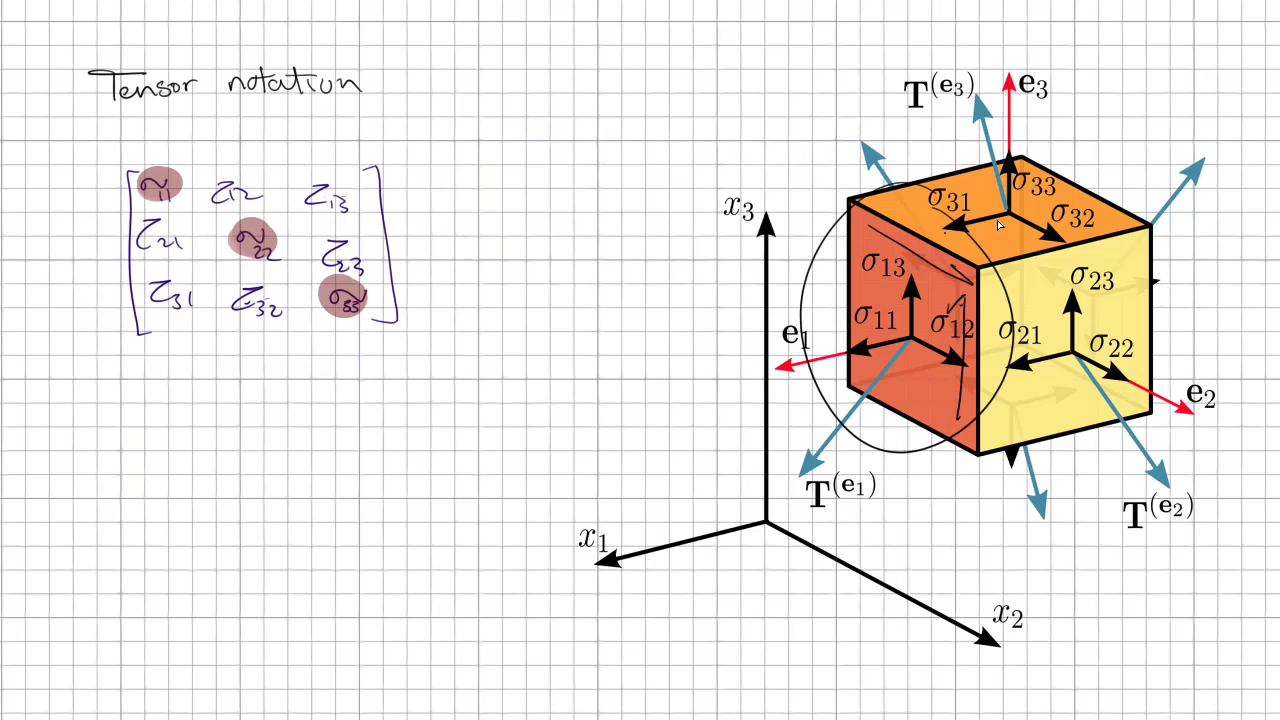 Tensor notation
σ11 τ12 τ13
τ21 σ22 τ23
τ31 τ32 σ33
T(e3)
e3
σ33
σ31
σ32
x3
σ13
σ23
σ11
σ12
σ21
σ22
e1
e2
T(e1)
T(e2)
x1
x2